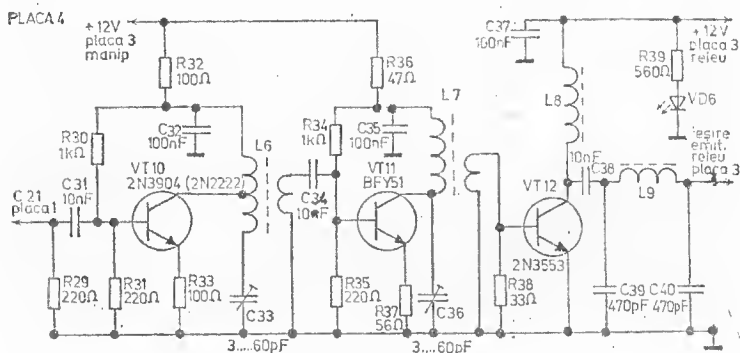 PLACA 4
+ 12V
placa 3
manip
R32
100Ω
R36
47Ω
C37
100nF
R39
560Ω
+ 12V
placa 3
releu
VD6
L8
L7
L6
C32
100nF
R34
1kΩ
C35
100nF
R30
1kΩ
VT10
2N3904 (2N2222)
C31
10nF
C21
placa 1
C34
10nF
VT11
BFY51
VT12
10nF
C38
L9
ieşire
emit.
releu
placa 3
2N3553
R29
220Ω
R31
220Ω
R33
100Ω
C33
R35
220Ω
R37
56Ω
C36
R38
33Ω
C39
470pF
C40
470pF
3....60pF
3....60pF